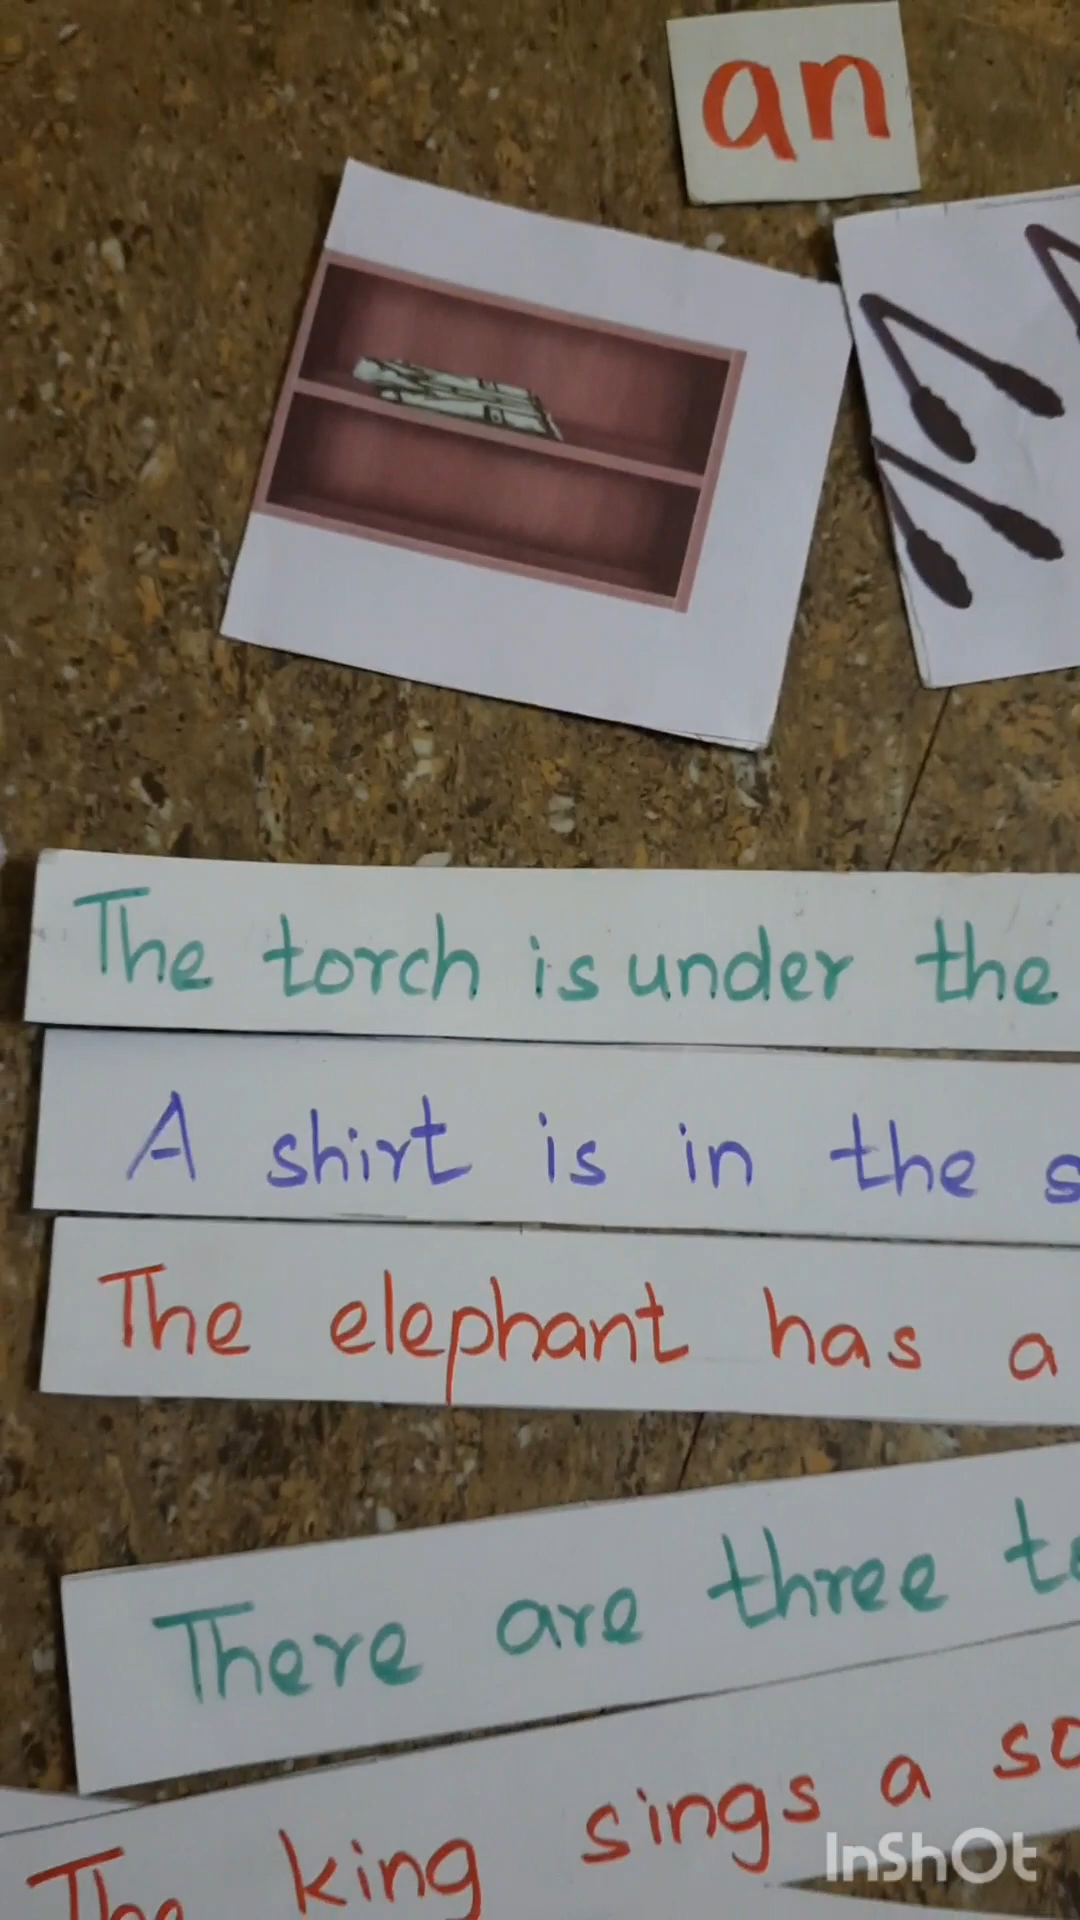 an
The torch is under the
A shirt is in the
The elephant has a
There are three
The king sings a
InShOt